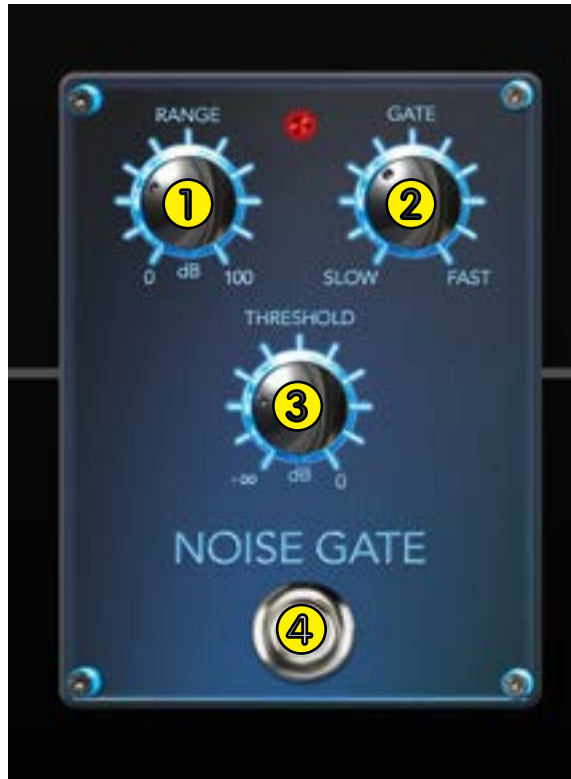 RANGE
GATE
1
2
0 dB 100
SLOW FAST
THRESHOLD
3
-∞ dB 0
NOISE GATE
4